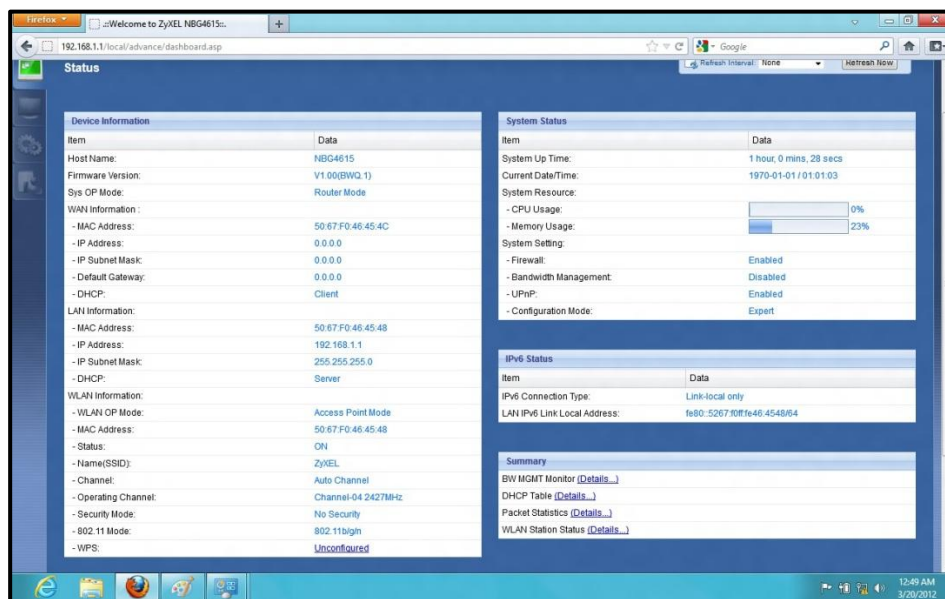 Firefox
.::Welcome to ZyXEL NBG4615::.
192.168.1.1/local/advance/dashboard.asp
Google
Status
Refresh Interval: None Refresh Now
Device Information
Item Data
Host Name: NBG4615
Firmware Version: V1.00(BWQ.1)
Sys OP Mode: Router Mode
WAN Information :
- MAC Address: 50:67:F0:46:45:4C
- IP Address: 0.0.0.0
- IP Subnet Mask: 0.0.0.0
- Default Gateway: 0.0.0.0
- DHCP: Client
LAN Information:
- MAC Address: 50:67:F0:46:45:48
- IP Address: 192.168.1.1
- IP Subnet Mask: 255.255.255.0
- DHCP: Server
WLAN Information:
- WLAN OP Mode: Access Point Mode
- MAC Address: 50:67:F0:46:45:48
- Status: ON
- Name(SSID): ZyXEL
- Channel: Auto Channel
- Operating Channel: Channel-04 2427MHz
- Security Mode: No Security
- 802.11 Mode: 802.11b/g/n
- WPS: Unconfigured
System Status
Item Data
System Up Time: 1 hour, 0 mins, 28 secs
Current Date/Time: 1970-01-01 / 01:01:03
System Resource:
- CPU Usage: 0%
- Memory Usage: 23%
System Setting:
- Firewall: Enabled
- Bandwidth Management: Disabled
- UPnP: Enabled
- Configuration Mode: Expert
IPv6 Status
Item Data
IPv6 Connection Type: Link-local only
LAN IPv6 Link Local Address: fe80::5267:f0ff:fe46:4548/64
Summary
BW MGMT Monitor (Details...)
DHCP Table (Details...)
Packet Statistics (Details...)
WLAN Station Status (Details...)
12:49 AM
3/20/2012